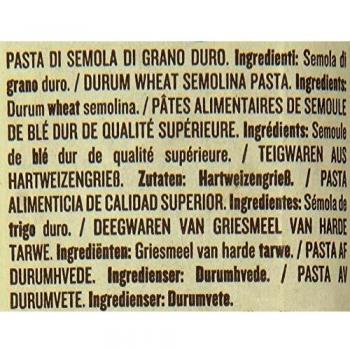 PASTA DI SEMOLA DI GRANO DURO. Ingredienti: Semola di
grano duro. / DURUM WHEAT SEMOLINA PASTA. Ingredients:
Durum wheat semolina. / PÂTES ALIMENTAIRES DE SEMOULE
DE BLÉ DUR DE QUALITÉ SUPÉRIEURE. Ingrédients: Semoule
de blé dur de qualité supérieure. / TEIGWAREN AUS
HARTWEIZENGRIEß. Zutaten: Hartweizengrieß. / PASTA
ALIMENTICIA DE CALIDAD SUPERIOR. Ingredientes: Sémola de
trigo duro. / DEEGWAREN VAN GRIESMEEL VAN HARDE
TARWE. Ingrediënten: Griesmeel van harde tarwe. / PASTA AF
DURUMHVEDE. Ingredienser: Durumhvede. / PASTA AV
DURUMVETE. Ingredienser: Durumvete.